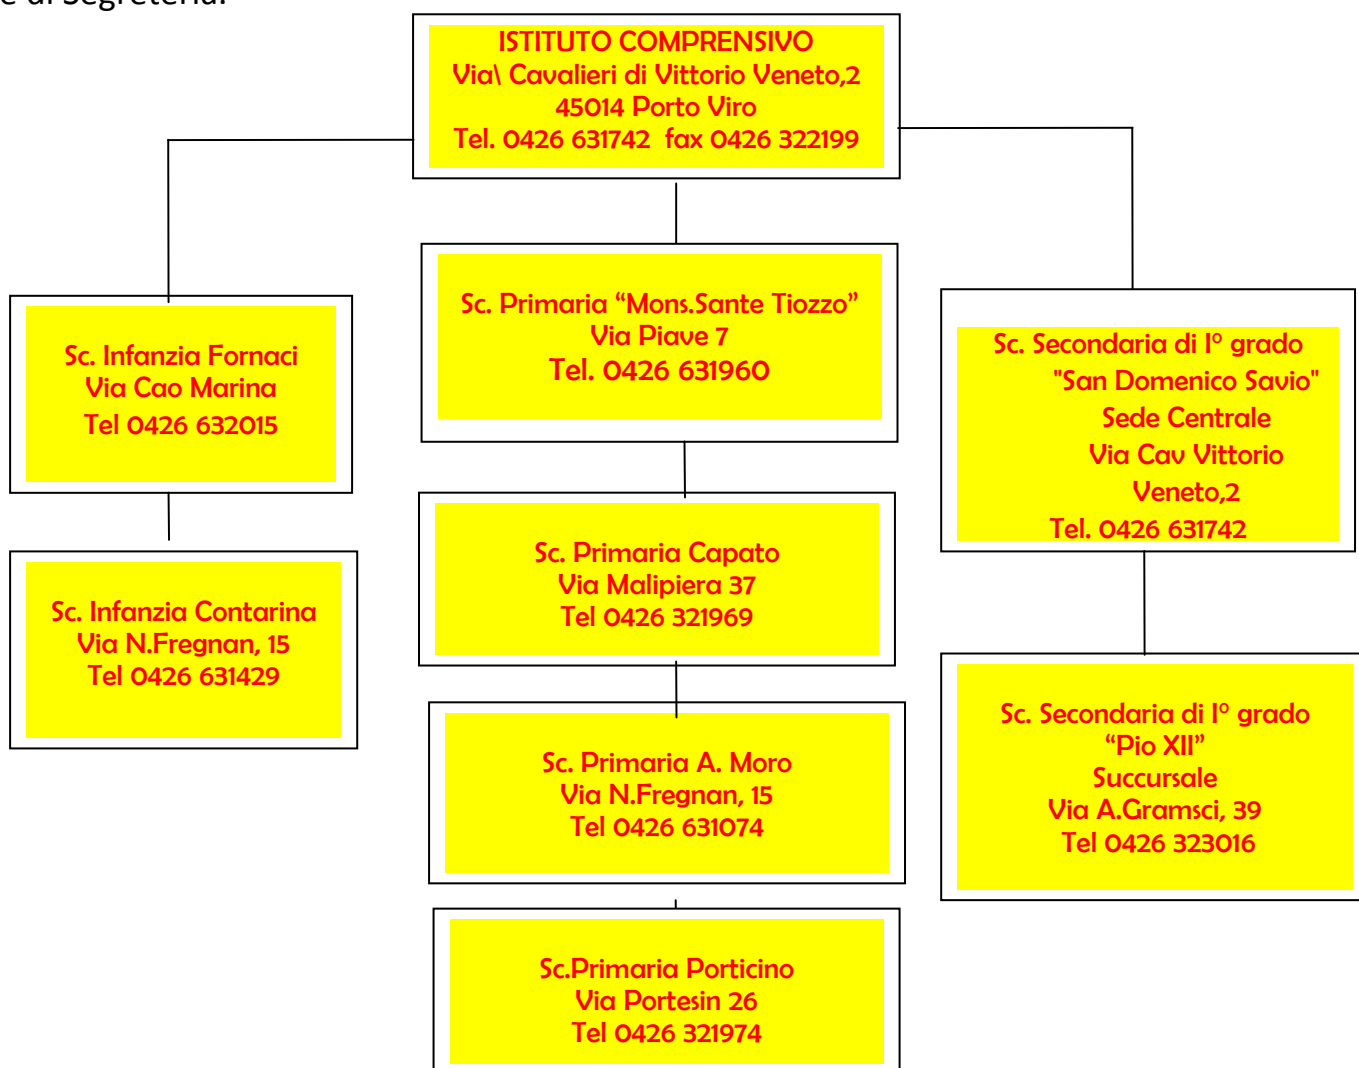 e di Segreteria.
ISTITUTO COMPRENSIVO
Via\ Cavalieri di Vittorio Veneto,2
45014 Porto Viro
Tel. 0426 631742 fax 0426 322199
Sc. Infanzia Fornaci
Via Cao Marina
Tel 0426 632015
Sc. Infanzia Contarina
Via N.Fregnan, 15
Tel 0426 631429
Sc. Primaria “Mons.Sante Tiozzo”
Via Piave 7
Tel. 0426 631960
Sc. Primaria Capato
Via Malipiera 37
Tel 0426 321969
Sc. Primaria A. Moro
Via N.Fregnan, 15
Tel 0426 631074
Sc.Primaria Porticino
Via Portesin 26
Tel 0426 321974
Sc. Secondaria di I° grado
"San Domenico Savio"
Sede Centrale
Via Cav Vittorio
Veneto,2
Tel. 0426 631742
Sc. Secondaria di I° grado
“Pio XII”
Succursale
Via A.Gramsci, 39
Tel 0426 323016